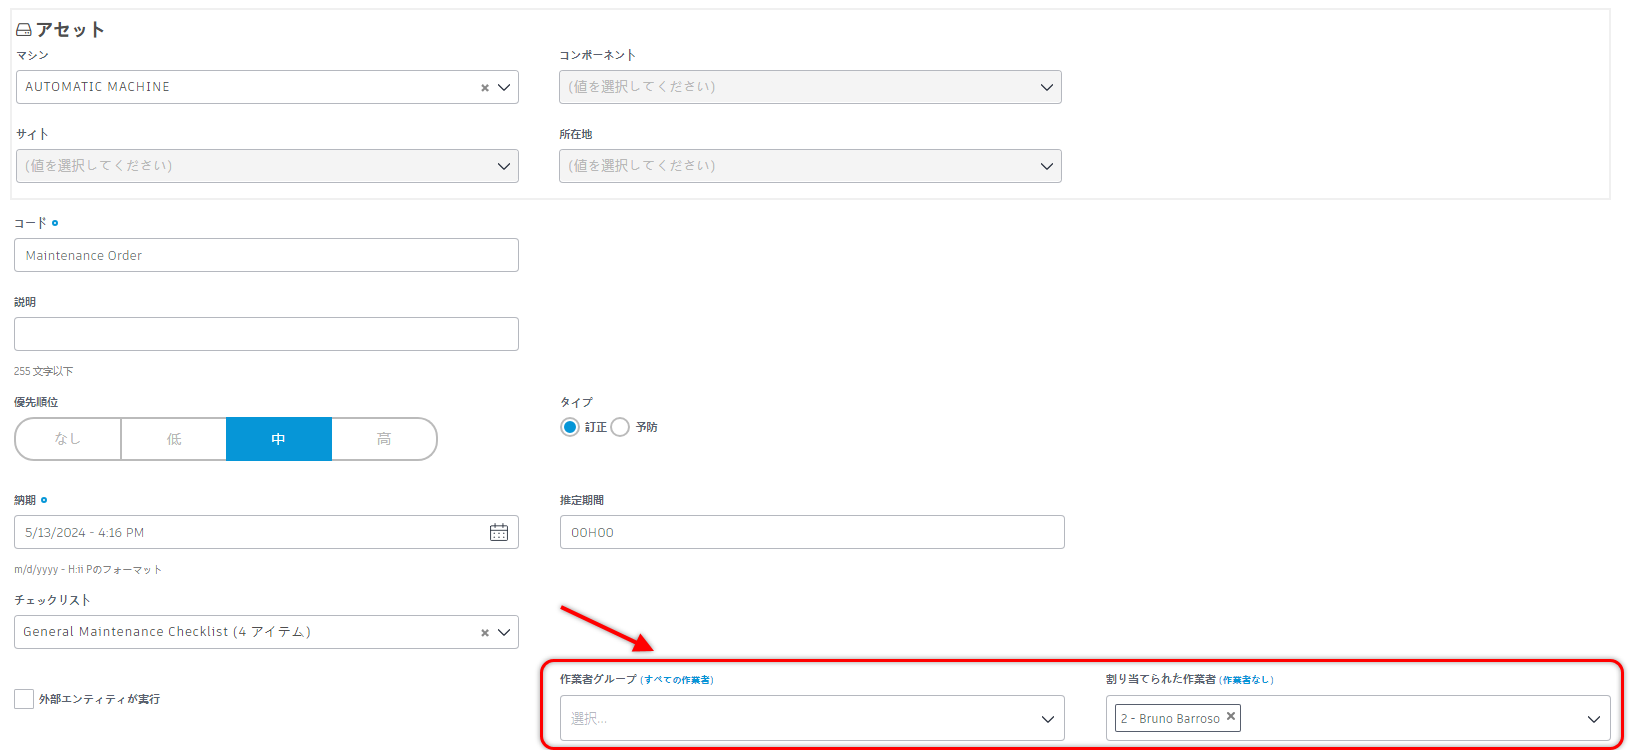 アセット
マシン
コンポーネント
AUTOMATIC MACHINE
(値を選択してください)
サイト
所在地
(値を選択してください)
(値を選択してください)
コード
Maintenance Order
説明
255 文字以下
優先順位
タイプ
なし
低
中
高
訂正
予防
納期
推定期間
5/13/2024 - 4:16 PM
00H00
m/d/yyyy - H:ii Pのフォーマット
チェックリスト
General Maintenance Checklist (4 アイテム)
作業者グループ (すべての作業者)
割り当てられた作業者 (作業者なし)
外部エンティティが実行
選択...
2 - Bruno Barroso